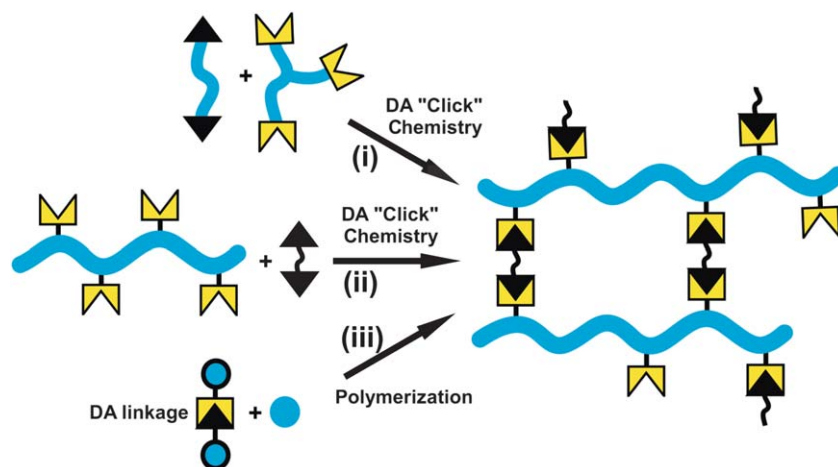 +
DA "Click"
Chemistry
(i)
+
DA "Click"
Chemistry
(ii)
(iii)
DA linkage
+
Polymerization